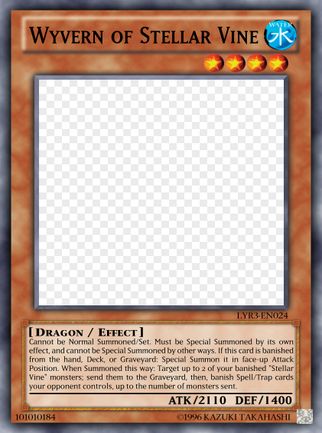 Wyvern of Stellar Vine
WATER
水
LYR3-EN024
[ Dragon / Effect ]
Cannot be Normal Summoned/Set. Must be Special Summoned by its own
effect, and cannot be Special Summoned by other ways. If this card is banished
from the hand, Deck, or Graveyard: Special Summon it in face-up Attack
Position. When Summoned this way: Target up to 2 of your banished "Stellar
Vine" monsters; send them to the Graveyard, then, banish Spell/Trap cards
your opponent controls, up to the number of monsters sent.
ATK/2110 DEF/1400
101010184
©1996 KAZUKI TAKAHASHI